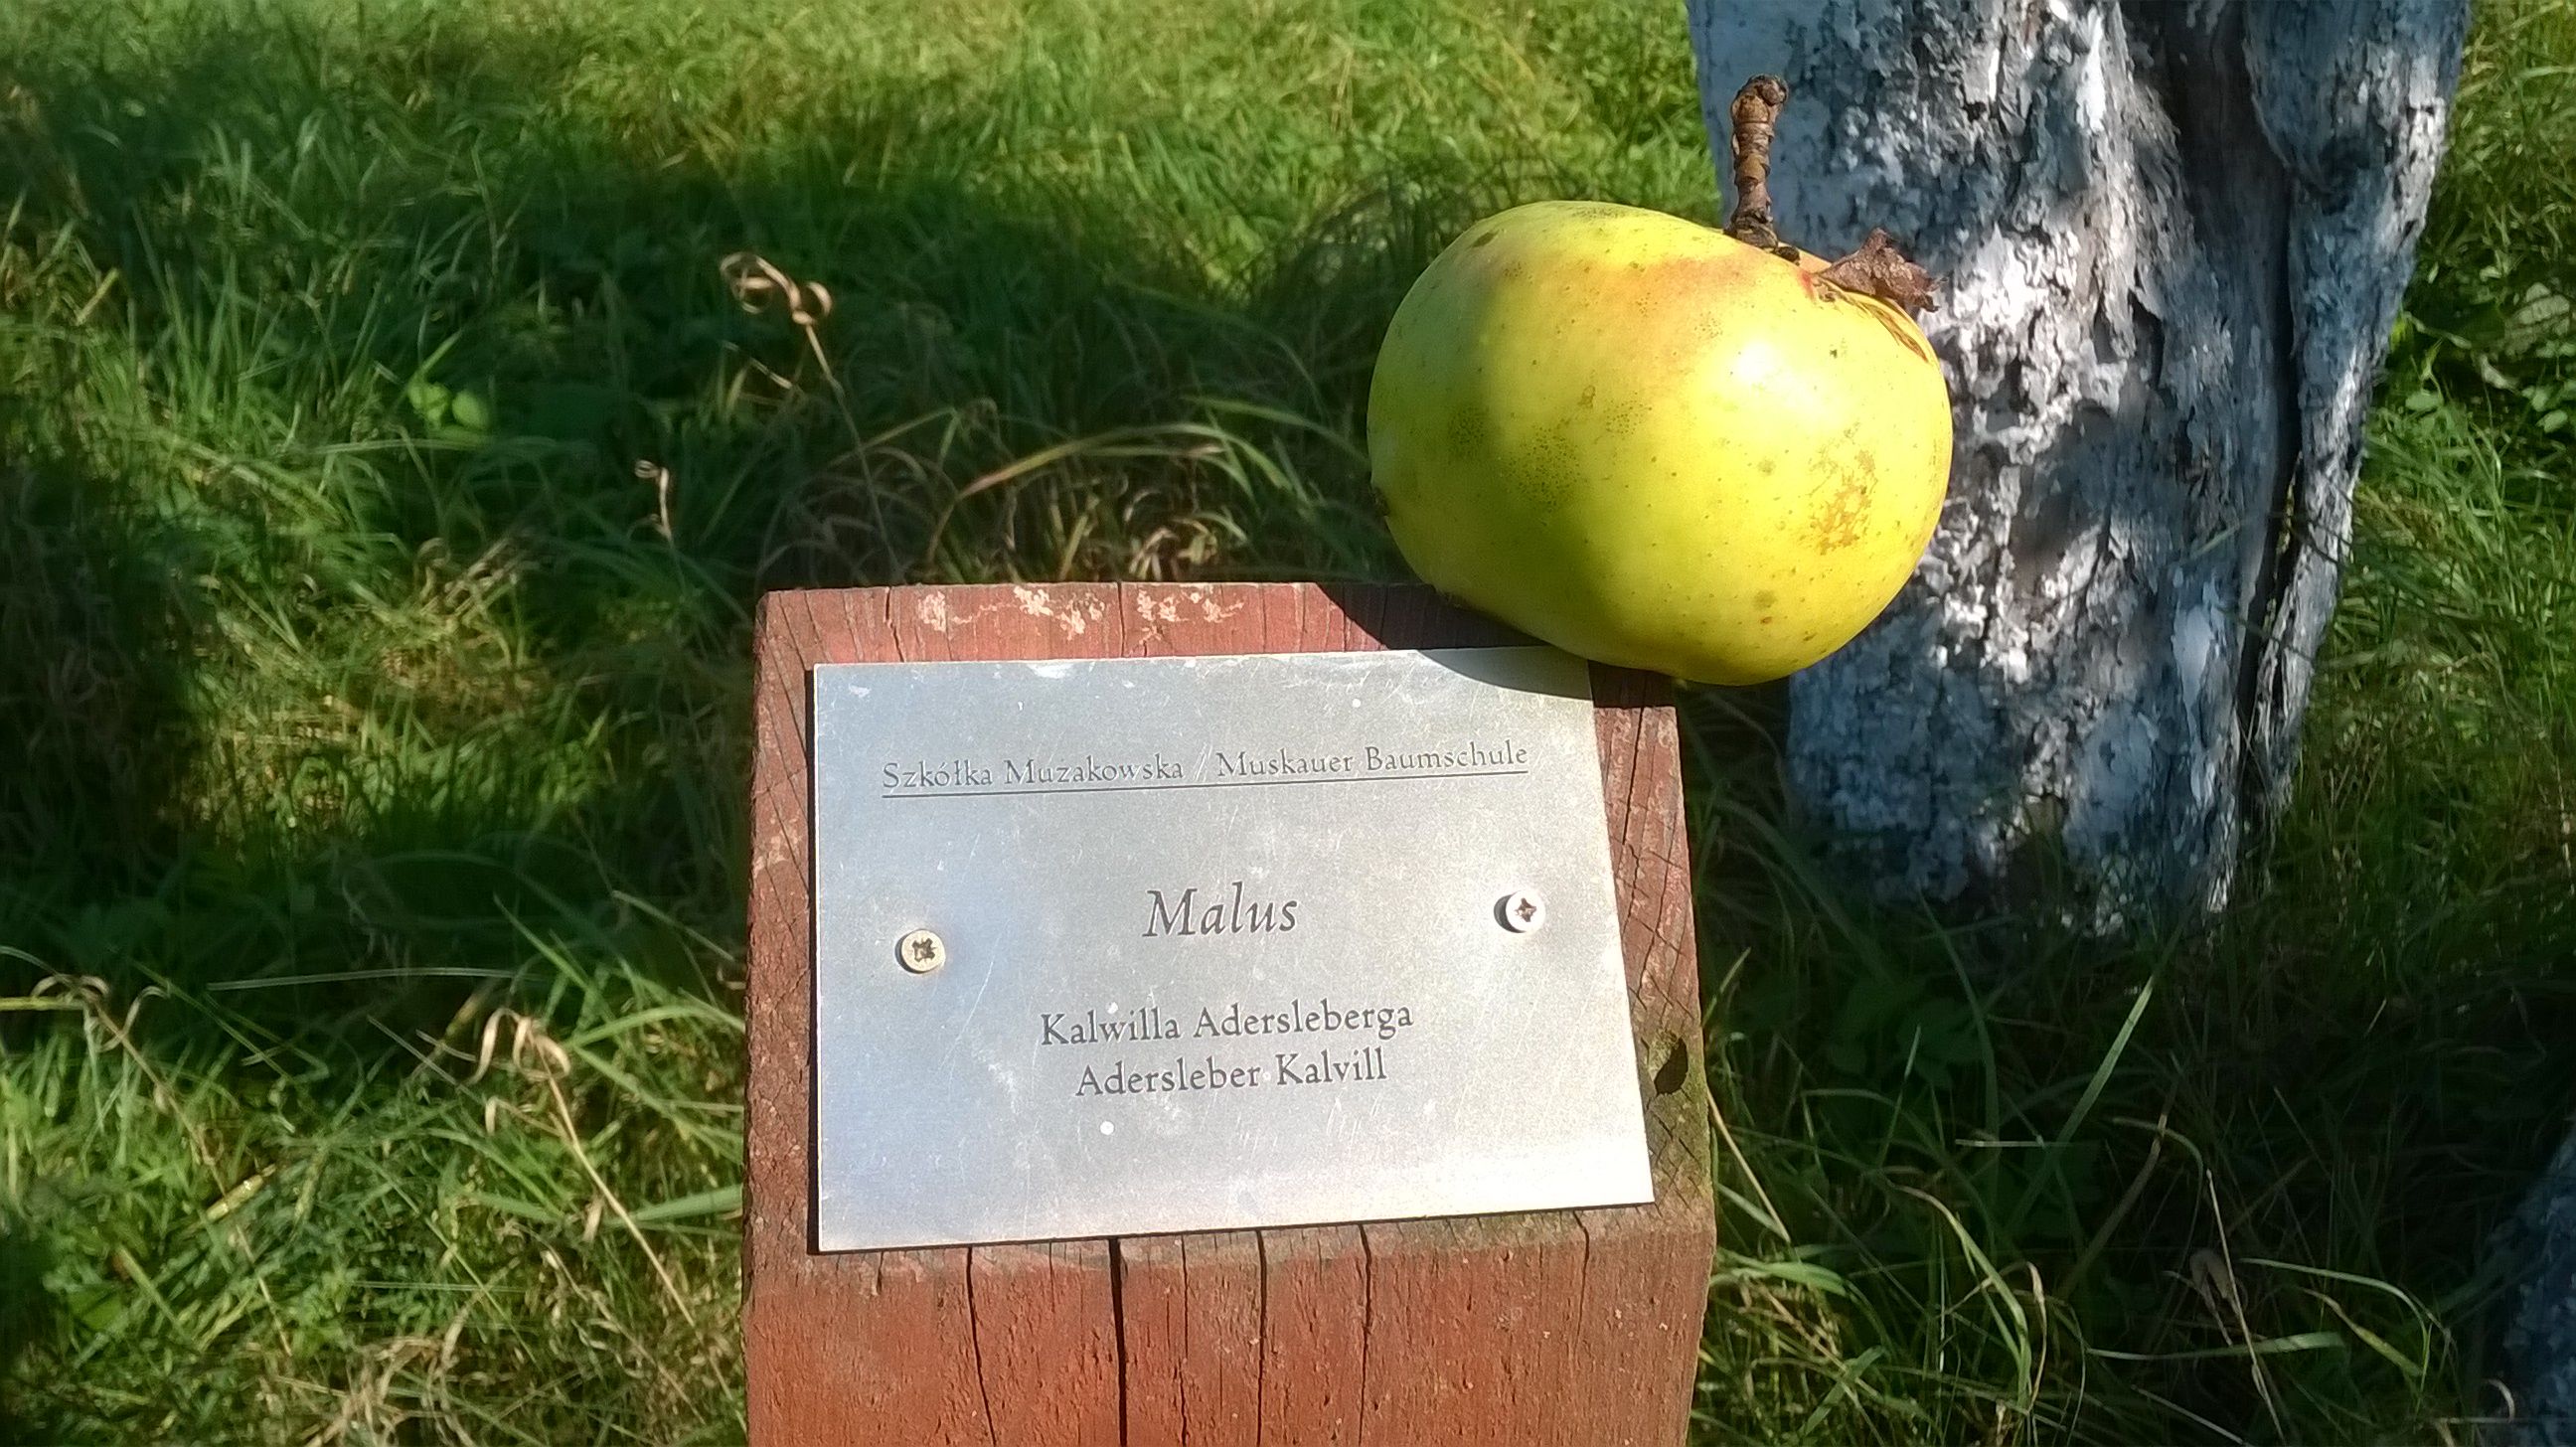 Szkółka Muzakowska / Muskauer Baumschule
Malus
Kalwilla Adersleberga
Adersleber Kalvill